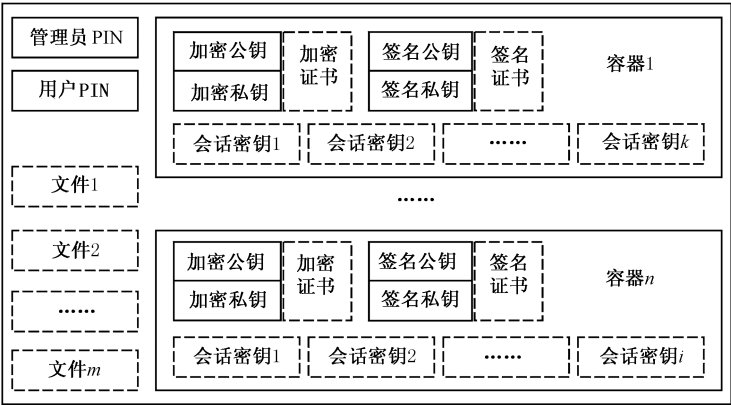 管理员 PIN
用户 PIN
文件1
文件2
……
文件m
加密公钥
加密私钥
加密
证书
签名公钥
签名私钥
签名
证书
容器1
会话密钥1
会话密钥2
……
会话密钥k
……
加密公钥
加密私钥
加密
证书
签名公钥
签名私钥
签名
证书
容器n
会话密钥1
会话密钥2
……
会话密钥i